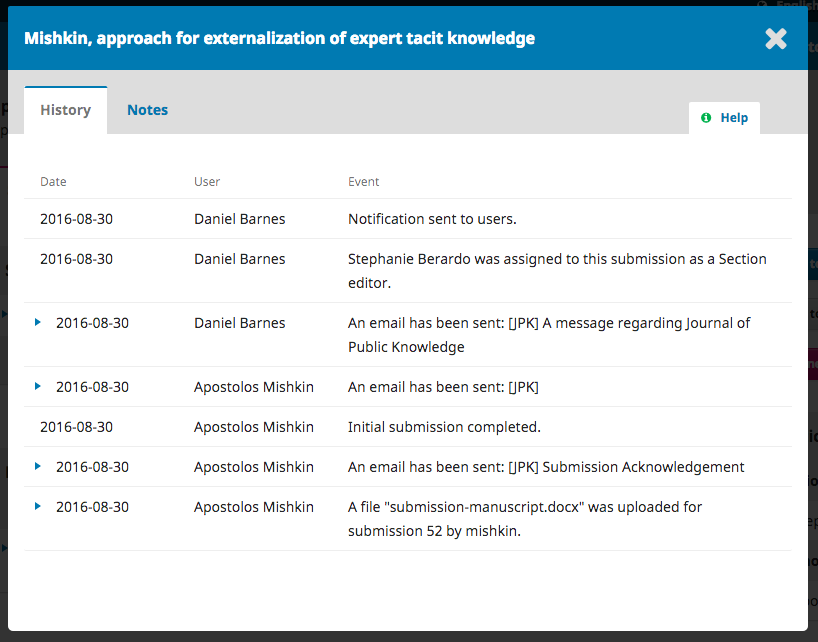 English
Mishkin, approach for externalization of expert tacit knowledge
History Notes Help
Date User Event
2016-08-30 Daniel Barnes Notification sent to users.
2016-08-30 Daniel Barnes Stephanie Berardo was assigned to this submission as a Section
editor.
2016-08-30 Daniel Barnes An email has been sent: [JPK] A message regarding Journal of
Public Knowledge
2016-08-30 Apostolos Mishkin An email has been sent: [JPK]
2016-08-30 Apostolos Mishkin Initial submission completed.
2016-08-30 Apostolos Mishkin An email has been sent: [JPK] Submission Acknowledgement
2016-08-30 Apostolos Mishkin A file "submission-manuscript.docx" was uploaded for
submission 52 by mishkin.